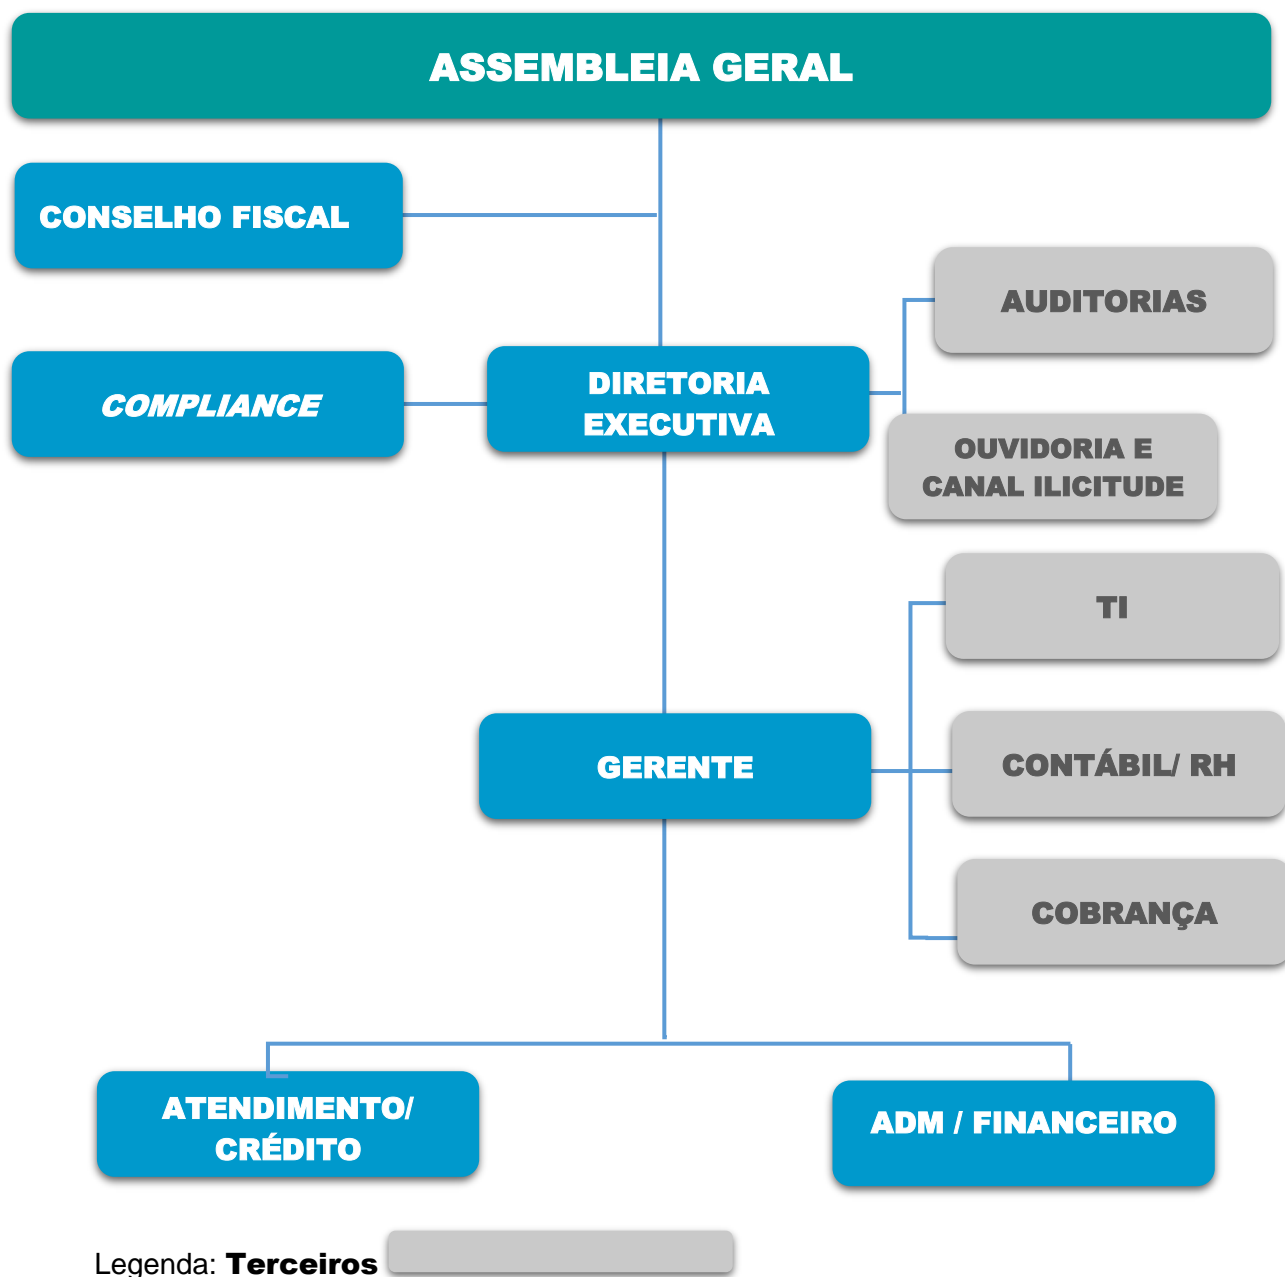 ASSEMBLEIA GERAL
CONSELHO FISCAL
AUDITORIAS
COMPLIANCE
DIRETORIA
EXECUTIVA
OUVIDORIA E
CANAL ILICITUDE
TI
GERENTE
CONTÁBIL/ RH
COBRANÇA
ATENDIMENTO/
CRÉDITO
ADM / FINANCEIRO
Legenda: Terceiros